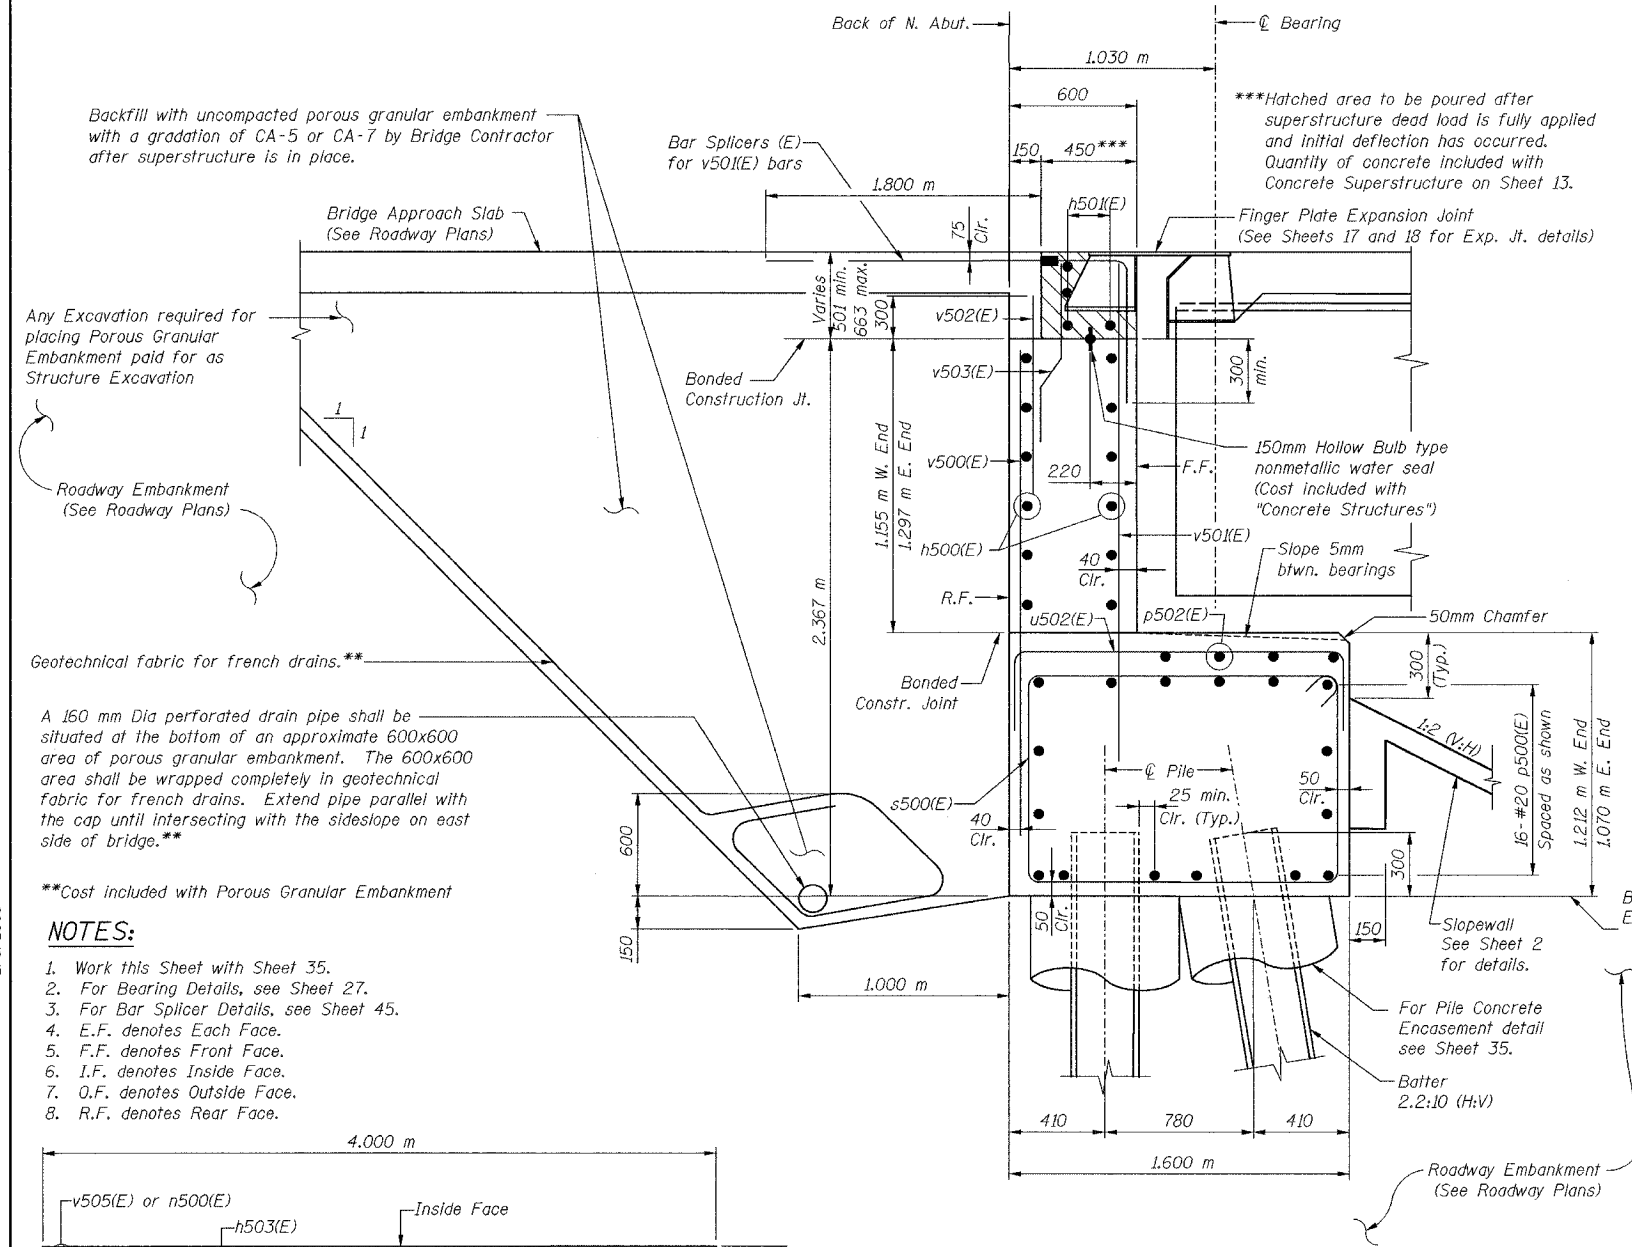 Back of N. Abut.
℄ Bearing
1.030 m
600
150
450***
Backfill with uncompacted porous granular embankment
with a gradation of CA-5 or CA-7 by Bridge Contractor
after superstructure is in place.
Bar Splicers (E)
for v501(E) bars
***Hatched area to be poured after
superstructure dead load is fully applied
and initial deflection has occurred.
Quantity of concrete included with
Concrete Superstructure on Sheet 13.
1.800 m
h501(E)
75
Clr.
Bridge Approach Slab
(See Roadway Plans)
Finger Plate Expansion Joint
(See Sheets 17 and 18 for Exp. Jt. details)
Varies
501 min.
663 max.
300
v502(E)
Any Excavation required for
placing Porous Granular
Embankment paid for as
Structure Excavation
Bonded
Construction Jt.
v503(E)
300
min.
1
1
v500(E)
220
F.F.
150mm Hollow Bulb type
nonmetallic water seal
(Cost included with
"Concrete Structures")
Roadway Embankment
(See Roadway Plans)
1.155 m W. End
1.297 m E. End
h500(E)
v501(E)
40
Clr.
Slope 5mm
btwn. bearings
R.F.
2.367 m
u502(E)
p502(E)
50mm Chamfer
Geotechnical fabric for french drains.**
300
(Typ.)
Bonded
Constr. Joint
A 160 mm Dia perforated drain pipe shall be
situated at the bottom of an approximate 600x600
area of porous granular embankment. The 600x600
area shall be wrapped completely in geotechnical
fabric for french drains. Extend pipe parallel with
the cap until intersecting with the sideslope on east
side of bridge.**
1:2 (V:H)
16-#20 p500(E)
Spaced as shown
1.212 m W. End
1.070 m E. End
℄ Pile
50
Clr.
s500(E)
25 min.
Clr. (Typ.)
40
Clr.
600
300
**Cost included with Porous Granular Embankment
50
Clr.
150
150
B
E
Slopewall
See Sheet 2
for details.
NOTES:
1. Work this Sheet with Sheet 35.
2. For Bearing Details, see Sheet 27.
3. For Bar Splicer Details, see Sheet 45.
4. E.F. denotes Each Face.
5. F.F. denotes Front Face.
6. I.F. denotes Inside Face.
7. O.F. denotes Outside Face.
8. R.F. denotes Rear Face.
1.000 m
For Pile Concrete
Encasement detail
see Sheet 35.
Batter
2.2:10 (H:V)
410
780
410
1.600 m
Roadway Embankment
(See Roadway Plans)
4.000 m
v505(E) or n500(E)
h503(E)
Inside Face